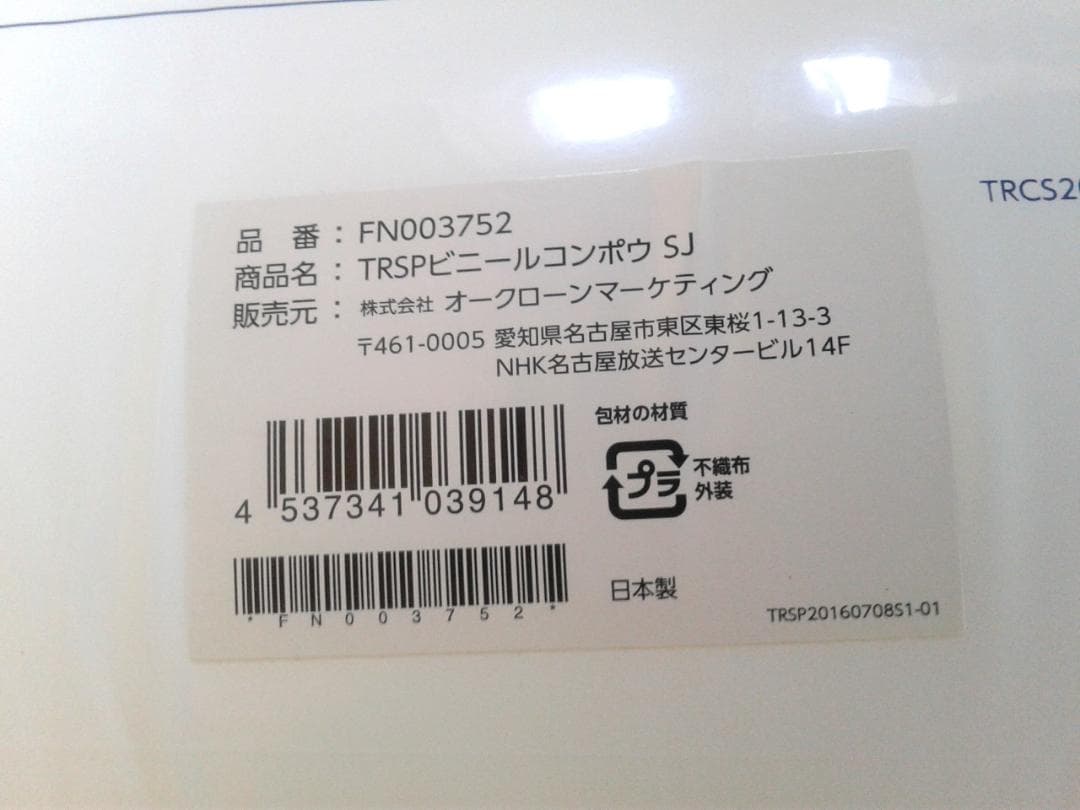 TRCS20
品 番 : FN003752
商品名 : TRSPビニールコンポウ SJ
販売元 : 株式会社 オークローンマーケティング
〒461-0005 愛知県名古屋市東区東桜1-13-3
NHK名古屋放送センタービル14F
包材の材質
プラ
不織布
外装
4 537341 039148
*FN003752*
日本製
TRSP20160708S1-01